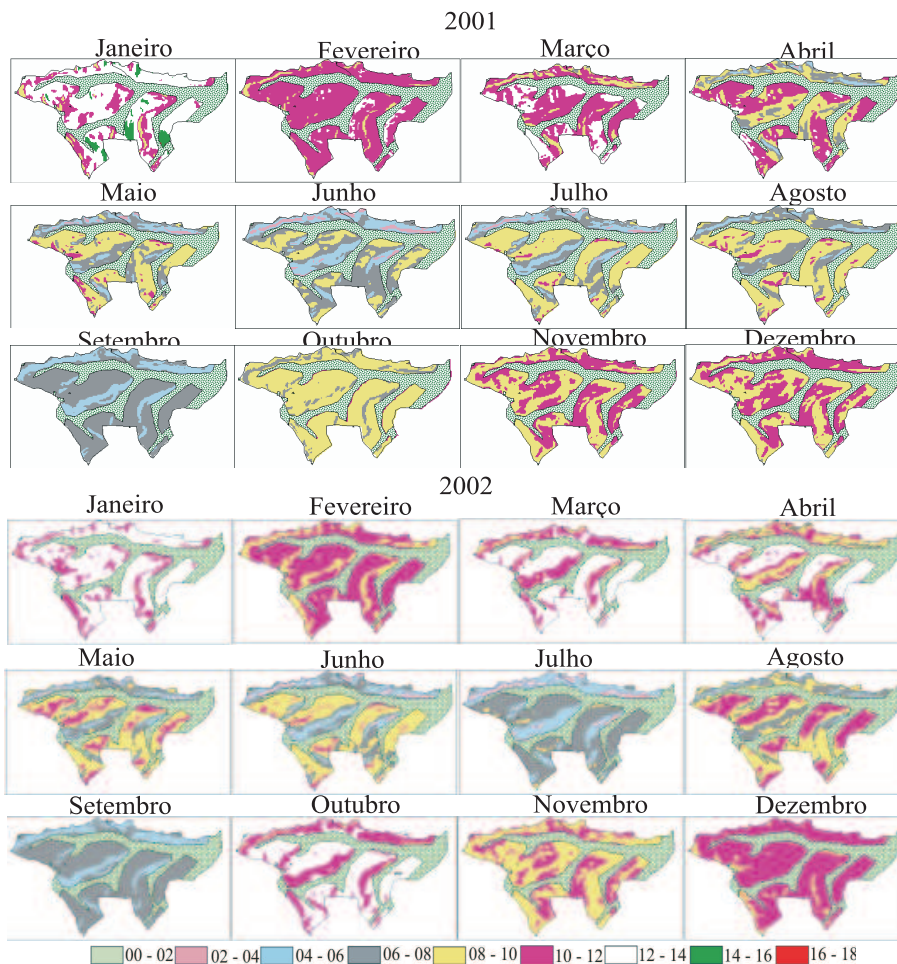 2001
Janeiro Fevereiro Março Abril
Maio Junho Julho Agosto
Setembro Outubro Novembro Dezembro
2002
Janeiro Fevereiro Março Abril
Maio Junho Julho Agosto
Setembro Outubro Novembro Dezembro
00 - 02 02 - 04 04 - 06 06 - 08 08 - 10 10 - 12 12 - 14 14 - 16 16 - 18